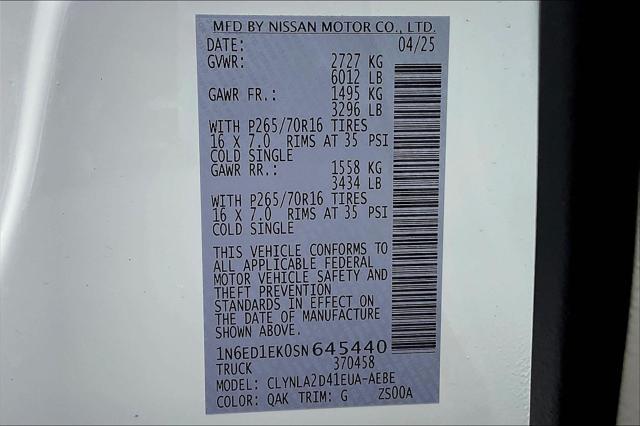 MFD BY NISSAN MOTOR CO., LTD.
DATE: 04/25
GVWR: 2727 KG
6012 LB
GAWR FR.: 1495 KG
3296 LB
WITH P265/70R16 TIRES
16 X 7.0 RIMS AT 35 PSI
COLD SINGLE
GAWR RR.: 1558 KG
3434 LB
WITH P265/70R16 TIRES
16 X 7.0 RIMS AT 35 PSI
COLD SINGLE
THIS VEHICLE CONFORMS TO
ALL APPLICABLE FEDERAL
MOTOR VEHICLE SAFETY AND
THEFT PREVENTION
STANDARDS IN EFFECT ON
THE DATE OF MANUFACTURE
SHOWN ABOVE.
1N6ED1EK0SN645440
TRUCK 370458
MODEL: CLYNLA2D41EUA-AEBE
COLOR: QAK TRIM: G ZS00A